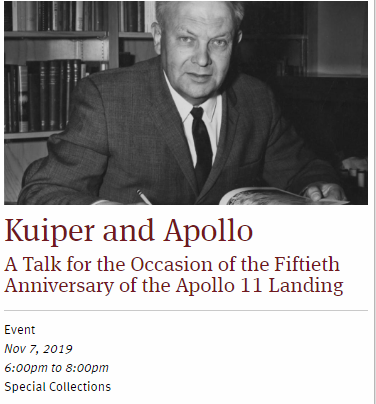 Kuiper and Apollo
A Talk for the Occasion of the Fiftieth
Anniversary of the Apollo 11 Landing
Event
Nov 7, 2019
6:00pm to 8:00pm
Special Collections